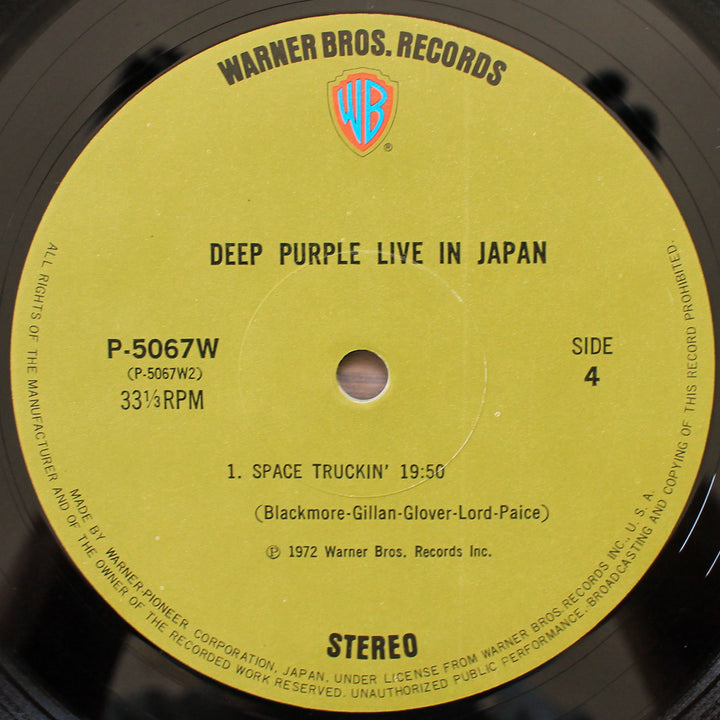 WARNER BROS. RECORDS
WB
®
DEEP PURPLE LIVE IN JAPAN
P-5067W
(P-5067W2)
33⅓RPM
SIDE
4
1. SPACE TRUCKIN' 19:50
(Blackmore-Gillan-Glover-Lord-Paice)
Ⓟ 1972 Warner Bros. Records Inc.
STEREO
MADE BY WARNER-PIONEER CORPORATION, JAPAN. UNDER LICENSE FROM WARNER BROS. RECORDS INC., U. S. A.
ALL RIGHTS OF THE MANUFACTURER AND OF THE OWNER OF THE RECORDED WORK RESERVED. UNAUTHORIZED PUBLIC PERFORMANCE, BROADCASTING AND COPYING OF THIS RECORD PROHIBITED.